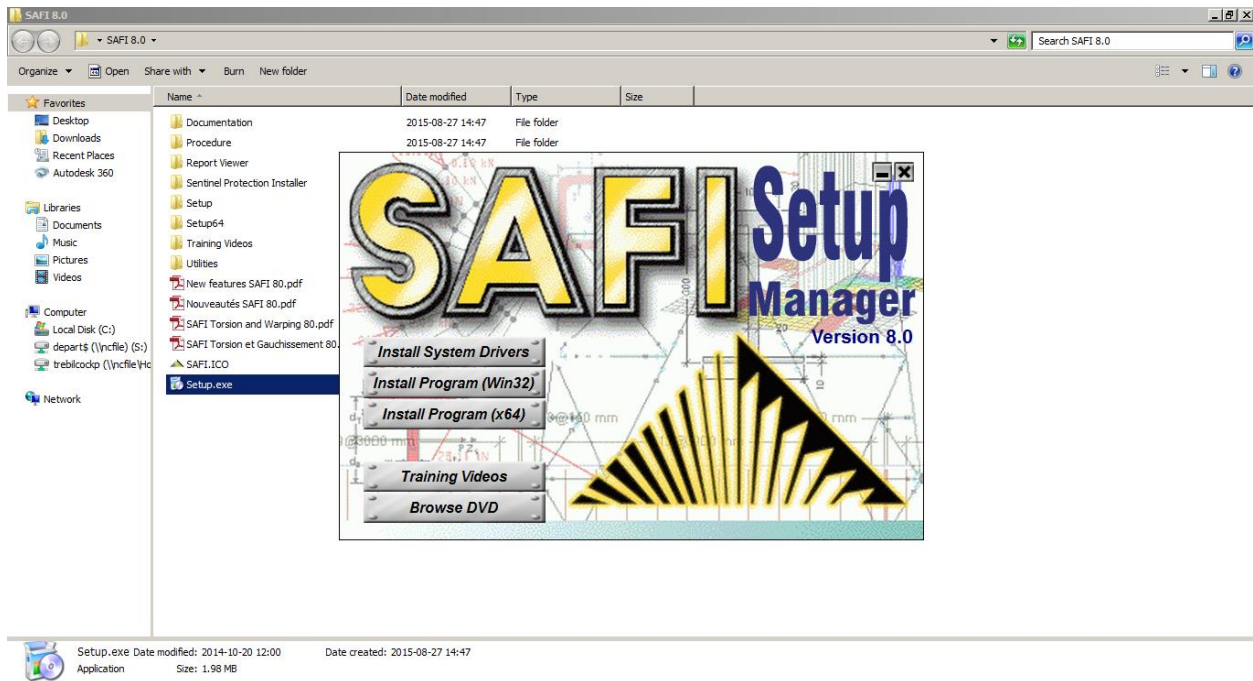 SAFI 8.0
SAFI 8.0
Search SAFI 8.0
Organize Open Share with Burn New folder
Name Date modified Type Size
Favorites
Desktop
Downloads
Recent Places
Autodesk 360
Libraries
Documents
Music
Pictures
Videos
Computer
Local Disk (C:)
depart$ (\\ncfile) (S:)
trebilcockp (\\ncfile\Ho
Network
Documentation 2015-08-27 14:47 File folder
Procedure 2015-08-27 14:47 File folder
Report Viewer
Sentinel Protection Installer
Setup
Setup64
Training Videos
Utilities
New features SAFI 80.pdf
Nouveautés SAFI 80.pdf
SAFI Torsion and Warping 80.pdf
SAFI Torsion et Gauchissement 80.
SAFI.ICO
Setup.exe
SAFI
Setup
Manager
Version 8.0
Install System Drivers
Install Program (Win32)
Install Program (x64)
Training Videos
Browse DVD
Setup.exe Date modified: 2014-10-20 12:00 Date created: 2015-08-27 14:47
Application Size: 1.98 MB